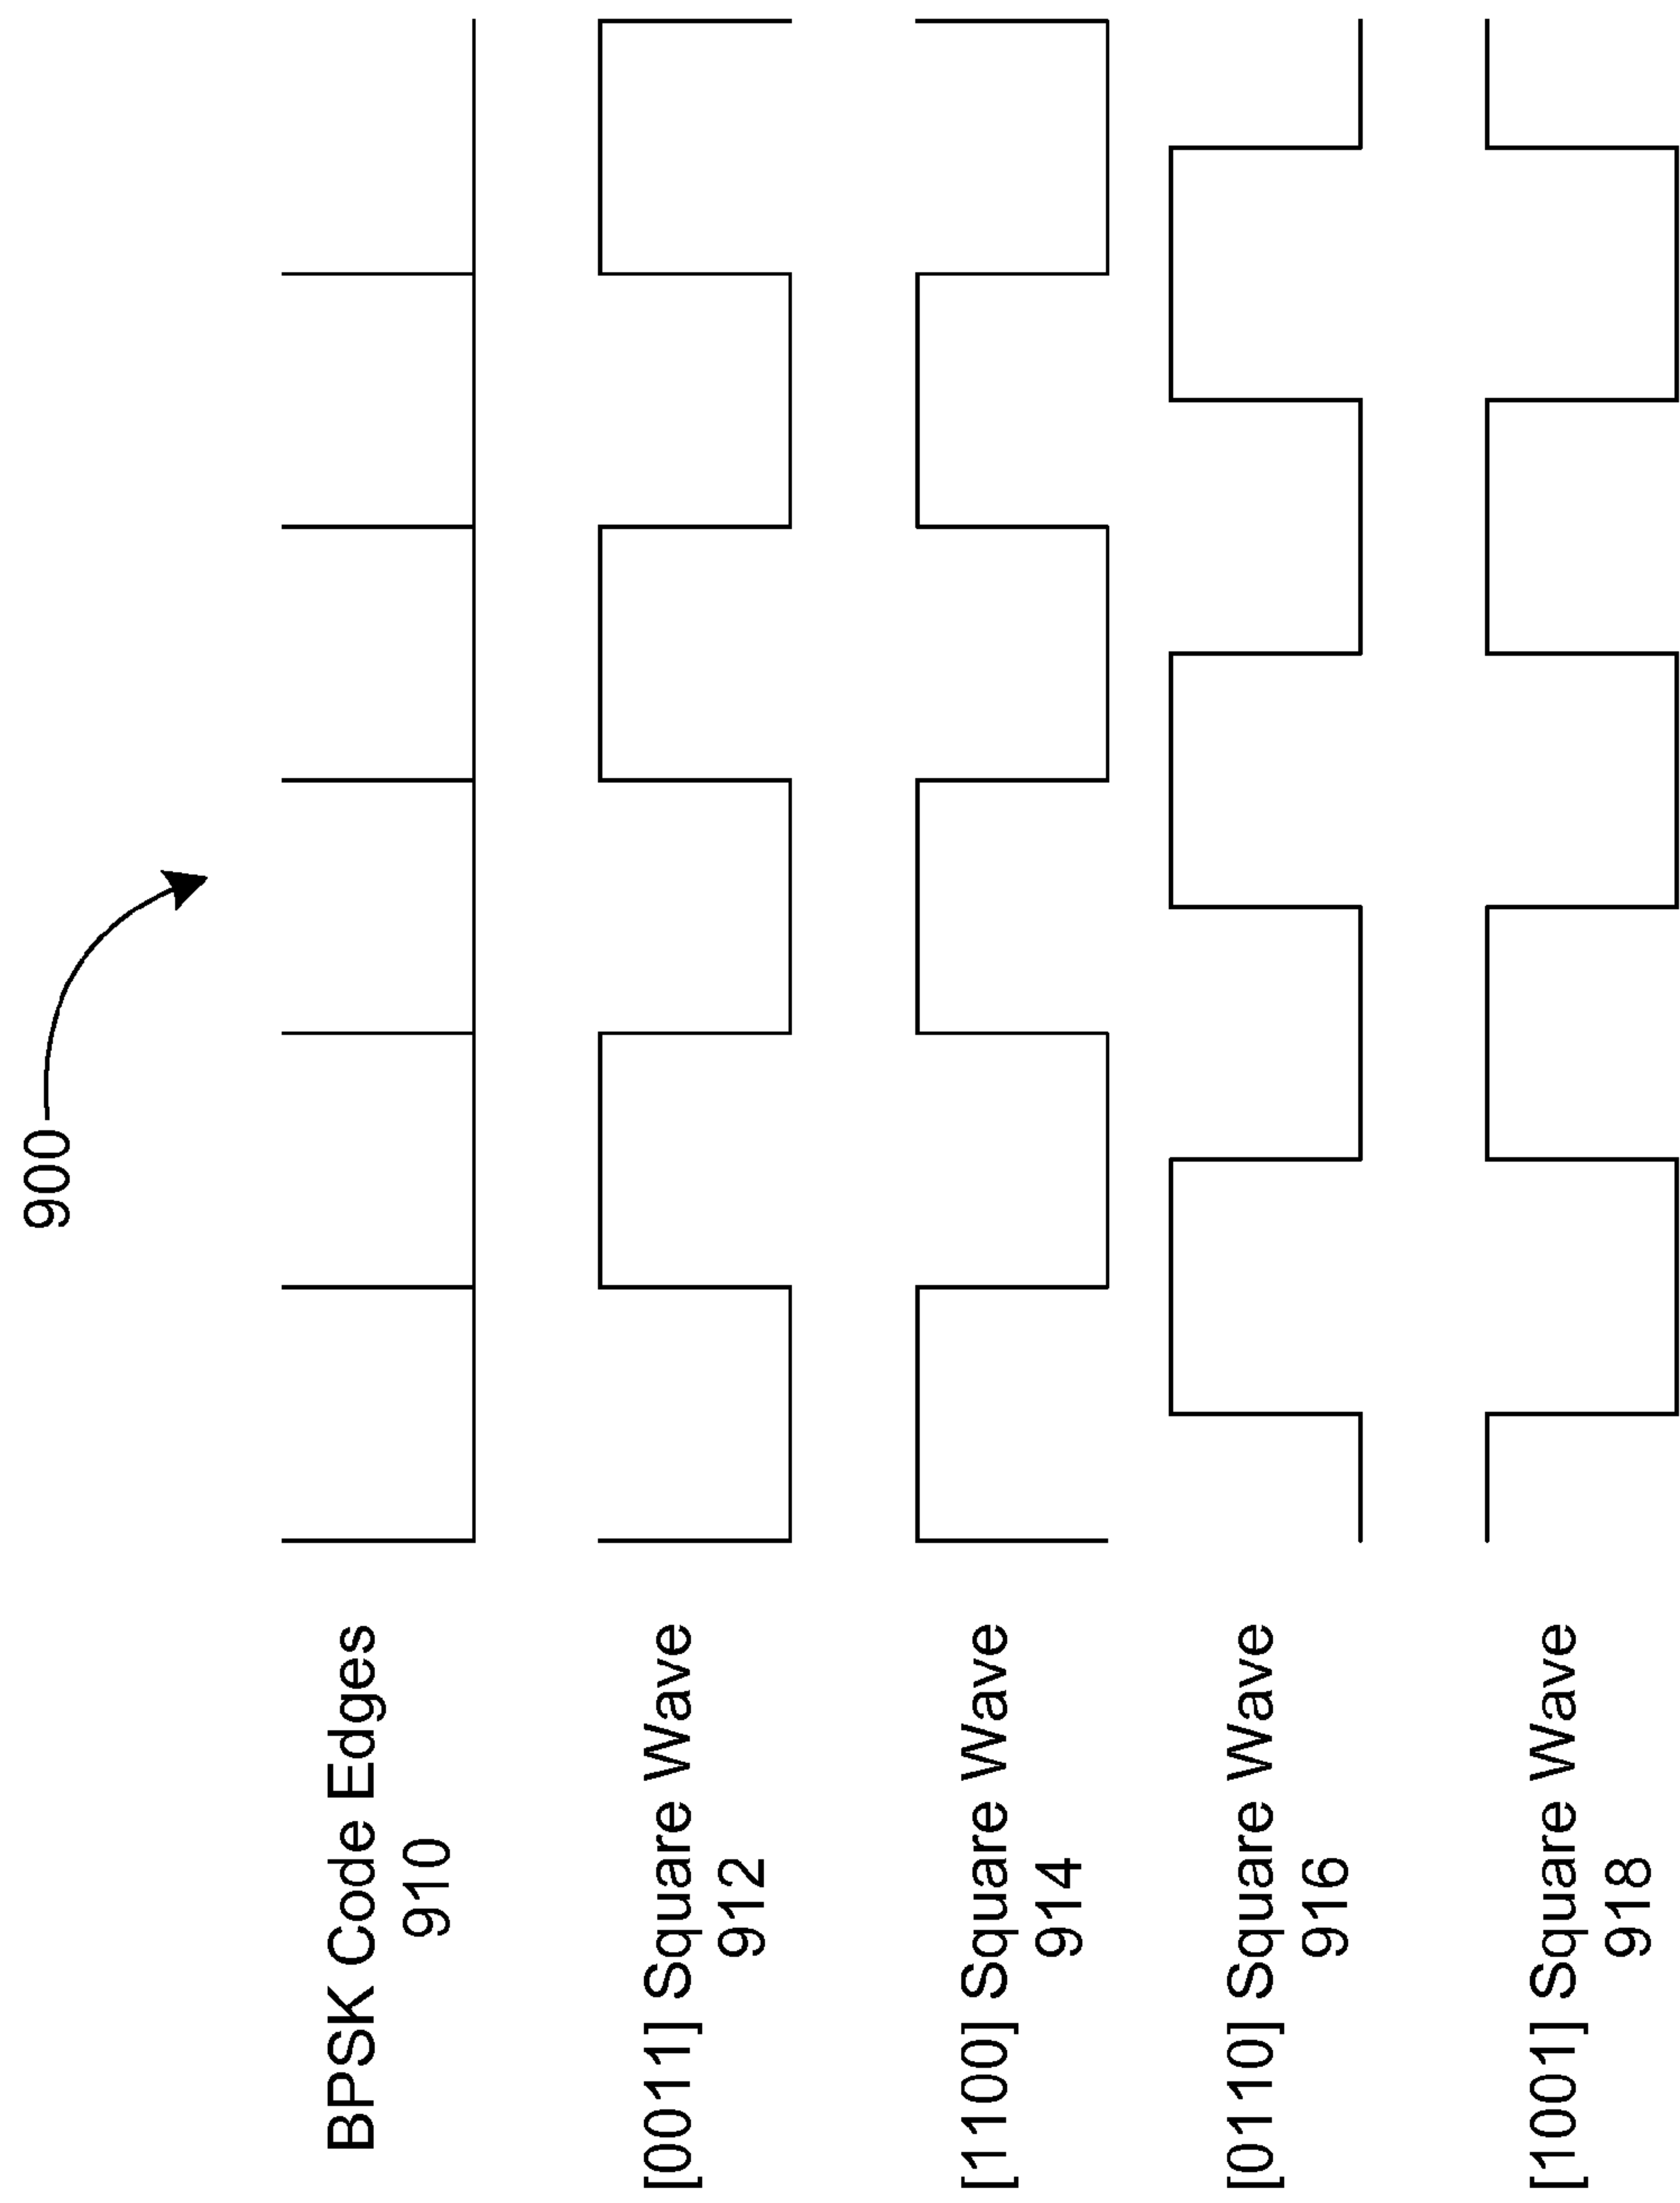 900
BPSK Code Edges
910
[0011] Square Wave
912
[1100] Square Wave
914
[0110] Square Wave
916
[1001] Square Wave
918